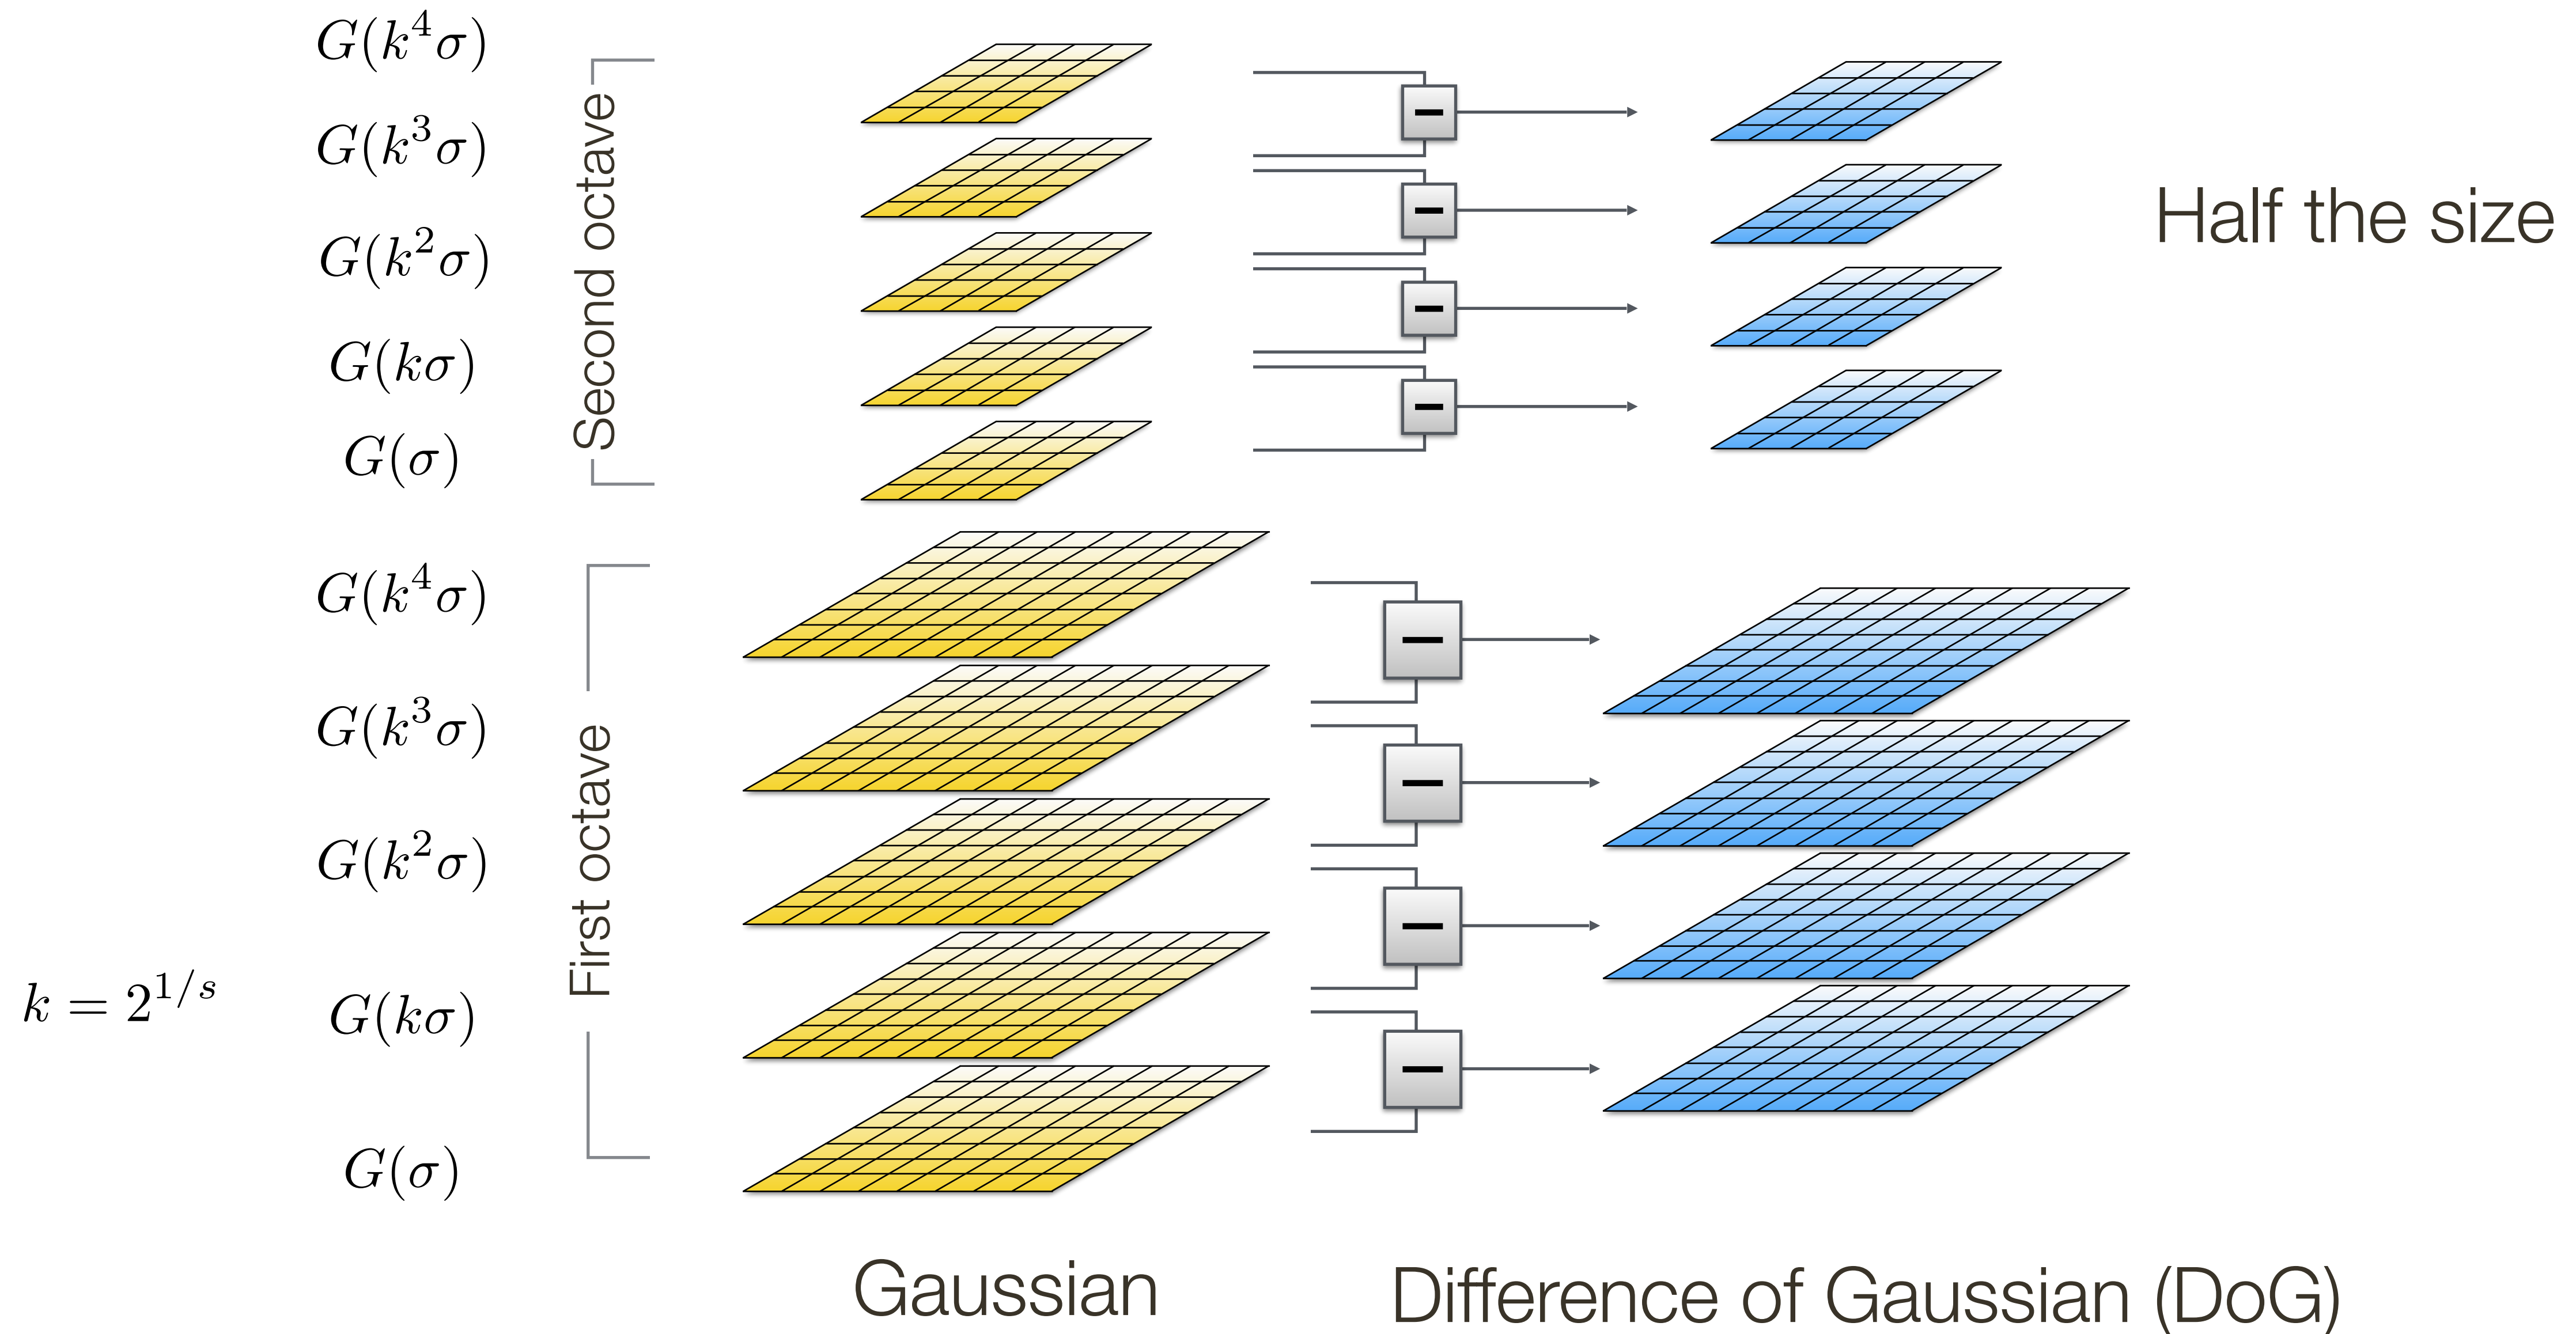 G(k⁴σ)
G(k³σ)
G(k²σ)
G(kσ)
G(σ)
Second octave
Half the size
G(k⁴σ)
G(k³σ)
G(k²σ)
G(kσ)
G(σ)
First octave
k = 2^{1/s}
Gaussian
Difference of Gaussian (DoG)